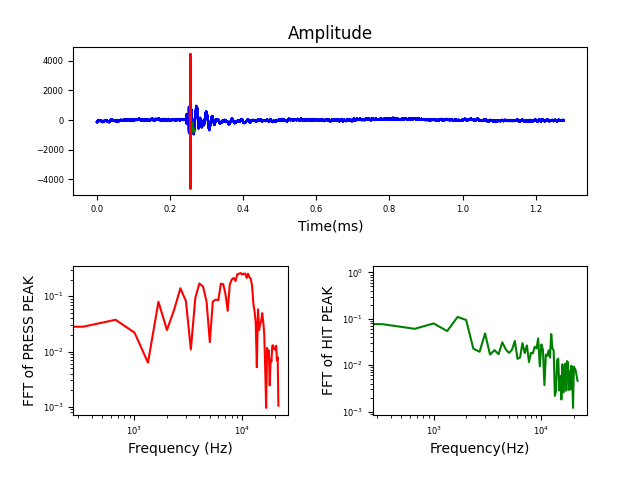 Amplitude
4000
2000
0
−2000
−4000
0.0 0.2 0.4 0.6 0.8 1.0 1.2
Time(ms)
FFT of PRESS PEAK
10⁻¹
10⁻²
10⁻³
10³ 10⁴
Frequency (Hz)
FFT of HIT PEAK
10⁰
10⁻¹
10⁻²
10⁻³
10³ 10⁴
Frequency(Hz)